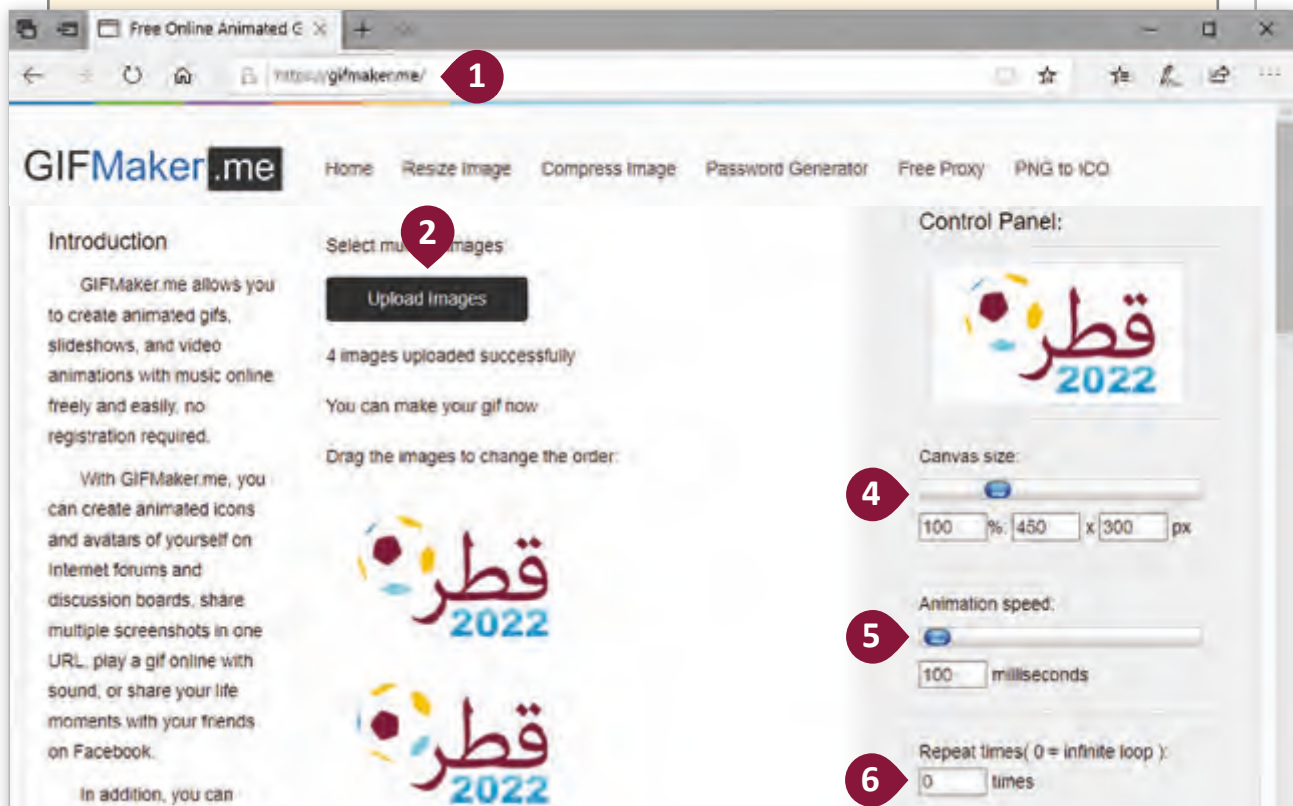 Free Online Animated G
1
https://gifmaker.me/
GIFMaker.me
Home Resize Image Compress Image Password Generator Free Proxy PNG to ICO
Introduction
GIFMaker.me allows you
to create animated gifs,
slideshows, and video
animations with music online
freely and easily, no
registration required.
With GIFMaker.me, you
can create animated icons
and avatars of yourself on
Internet forums and
discussion boards, share
multiple screenshots in one
URL, play a gif online with
sound, or share your life
moments with your friends
on Facebook.
In addition, you can
2
Select mu mages
Upload Images
4 images uploaded successfully
You can make your gif now
Drag the images to change the order:
قطر
2022
قطر
2022
Control Panel:
قطر
2022
4
Canvas size:
100 %: 450 x 300 px
5
Animation speed:
100 milliseconds
6
Repeat times( 0 = infinite loop ):
0 times